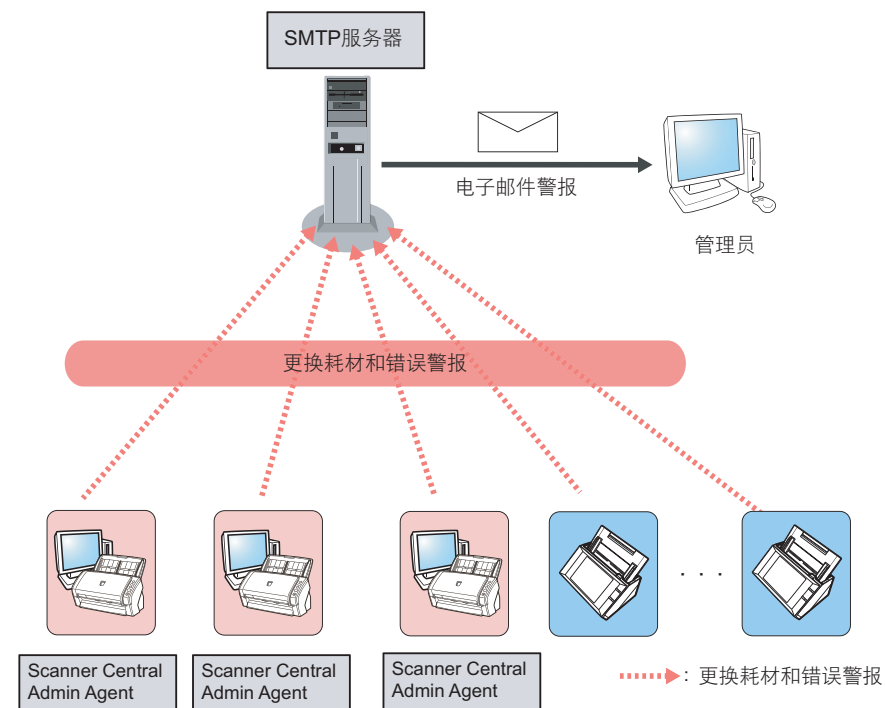 SMTP服务器
电子邮件警报
管理员
更换耗材和错误警报
. . .
Scanner Central
Admin Agent
Scanner Central
Admin Agent
Scanner Central
Admin Agent
：更换耗材和错误警报